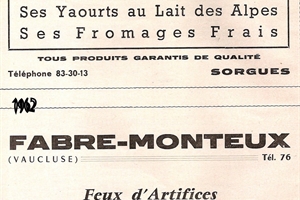 Ses Yaourts au Lait des Alpes
Ses Fromages Frais
TOUS PRODUITS GARANTIS DE QUALITÉ
Téléphone 83-30-13 SORGUES
1962
FABRE-MONTEUX
(VAUCLUSE) Tél. 76
Feux d'Artifices